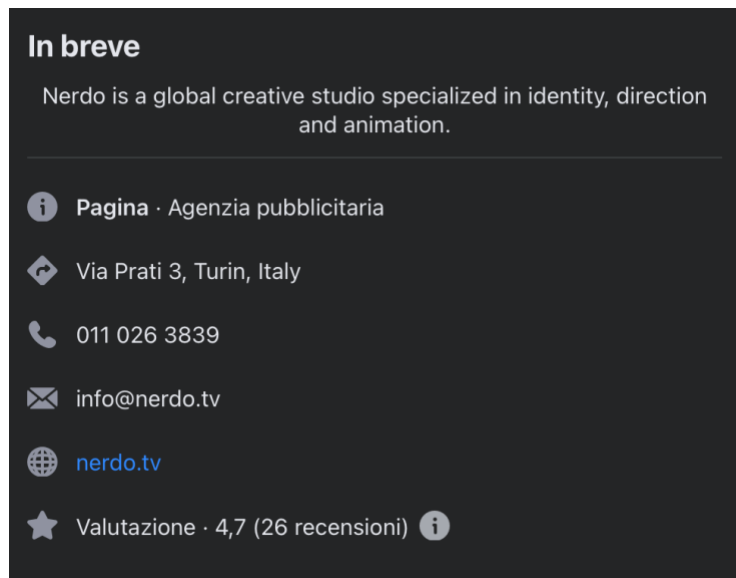 In breve
Nerdo is a global creative studio specialized in identity, direction
and animation.
Pagina · Agenzia pubblicitaria
Via Prati 3, Turin, Italy
011 026 3839
info@nerdo.tv
nerdo.tv
Valutazione · 4,7 (26 recensioni)